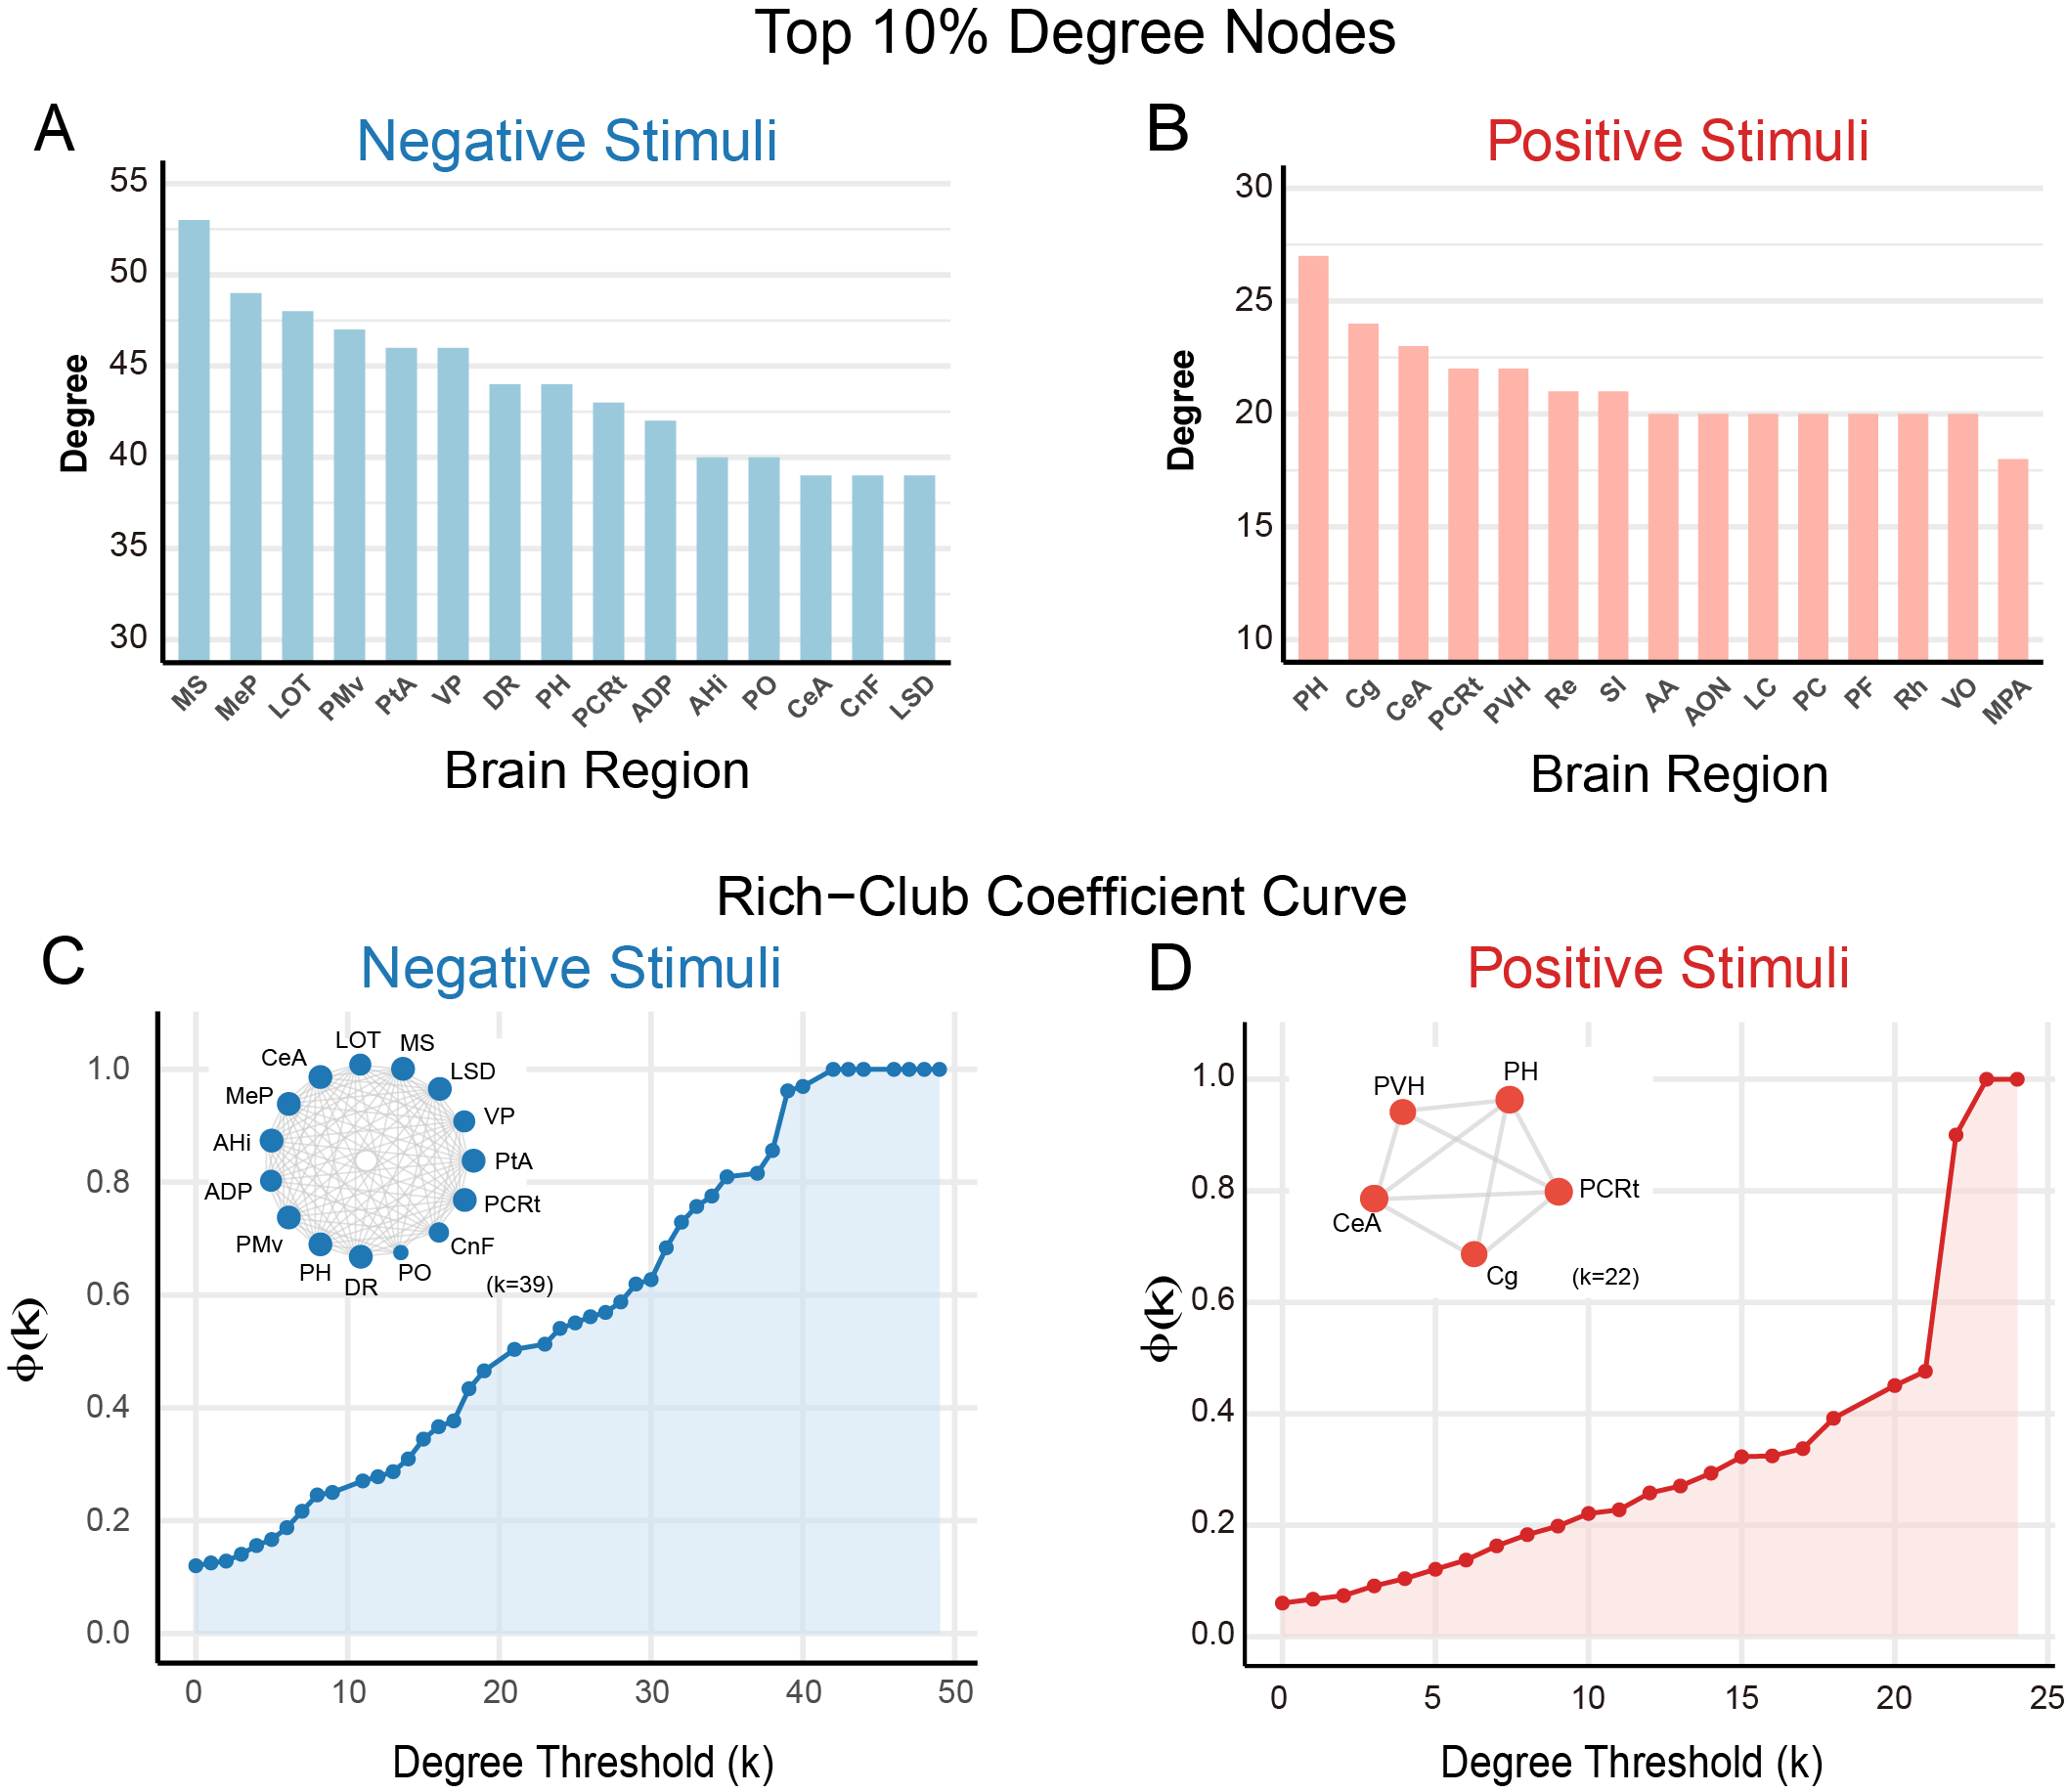 Top 10% Degree Nodes
A
Negative Stimuli
55
50
45
40
35
30
Degree
MS MeP LOT PMv PtA VP DR PH PCRt ADP AHi PO CeA CnF LSD
Brain Region
B
Positive Stimuli
30
25
20
15
10
Degree
PH Cg CeA PCRt PVH Re SI AA AON LC PC PF Rh VO MPA
Brain Region
Rich−Club Coefficient Curve
C
Negative Stimuli
1.0
0.8
0.6
0.4
0.2
0.0
ϕ(k)
LOT
MS
LSD
VP
PtA
PCRt
CnF
PO
DR
PH
PMv
ADP
AHi
MeP
CeA
(k=39)
0 10 20 30 40 50
Degree Threshold (k)
D
Positive Stimuli
1.0
0.8
0.6
0.4
0.2
0.0
ϕ(k)
PVH
PH
PCRt
CeA
Cg
(k=22)
0 5 10 15 20 25
Degree Threshold (k)